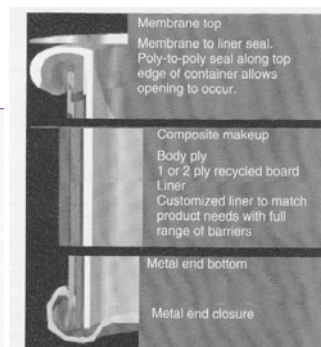 Membrane top
Membrane to liner seal.
Poly-to-poly seal along top
edge of container allows
opening to occur.
Composite makeup
Body ply
1 or 2 ply recycled board
Liner
Customized liner to match
product needs with full
range of barriers
Metal end bottom
Metal end closure